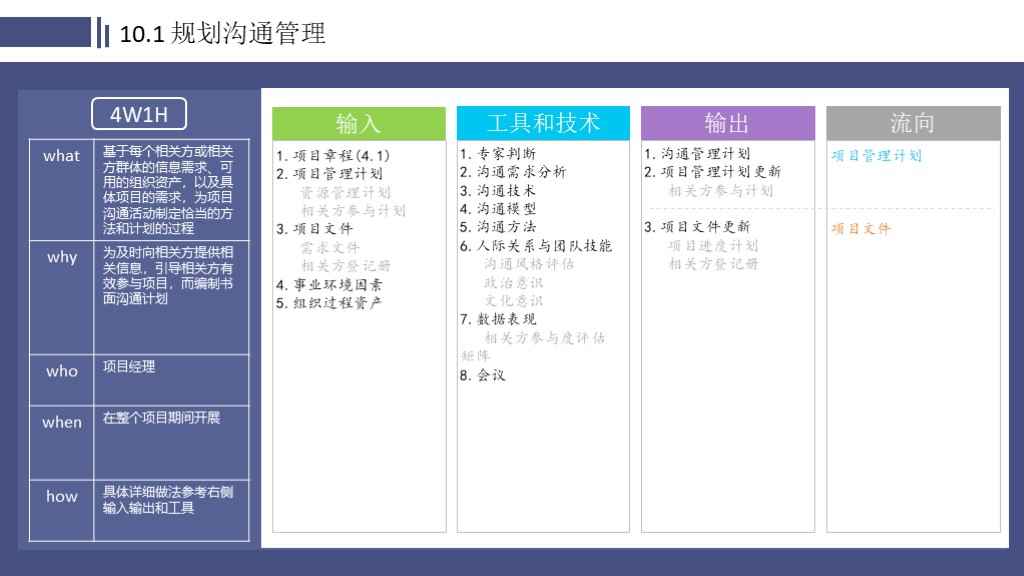 10.1 规划沟通管理
4W1H
what
基于每个相关方或相关
方群体的信息需求、可
用的组织资产，以及具
体项目的需求，为项目
沟通活动制定恰当的方
法和计划的过程
why
为及时向相关方提供相
关信息，引导相关方有
效参与项目，而编制书
面沟通计划
who
项目经理
when
在整个项目期间开展
how
具体详细做法参考右侧
输入输出和工具
输入
1. 项目章程(4.1)
2. 项目管理计划
资源管理计划
相关方参与计划
3. 项目文件
需求文件
相关方登记册
4. 事业环境因素
5. 组织过程资产
工具和技术
1. 专家判断
2. 沟通需求分析
3. 沟通技术
4. 沟通模型
5. 沟通方法
6. 人际关系与团队技能
沟通风格评估
政治意识
文化意识
7. 数据表现
相关方参与度评估
矩阵
8. 会议
输出
1. 沟通管理计划
2. 项目管理计划更新
相关方参与计划
3. 项目文件更新
项目进度计划
相关方登记册
流向
项目管理计划
项目文件